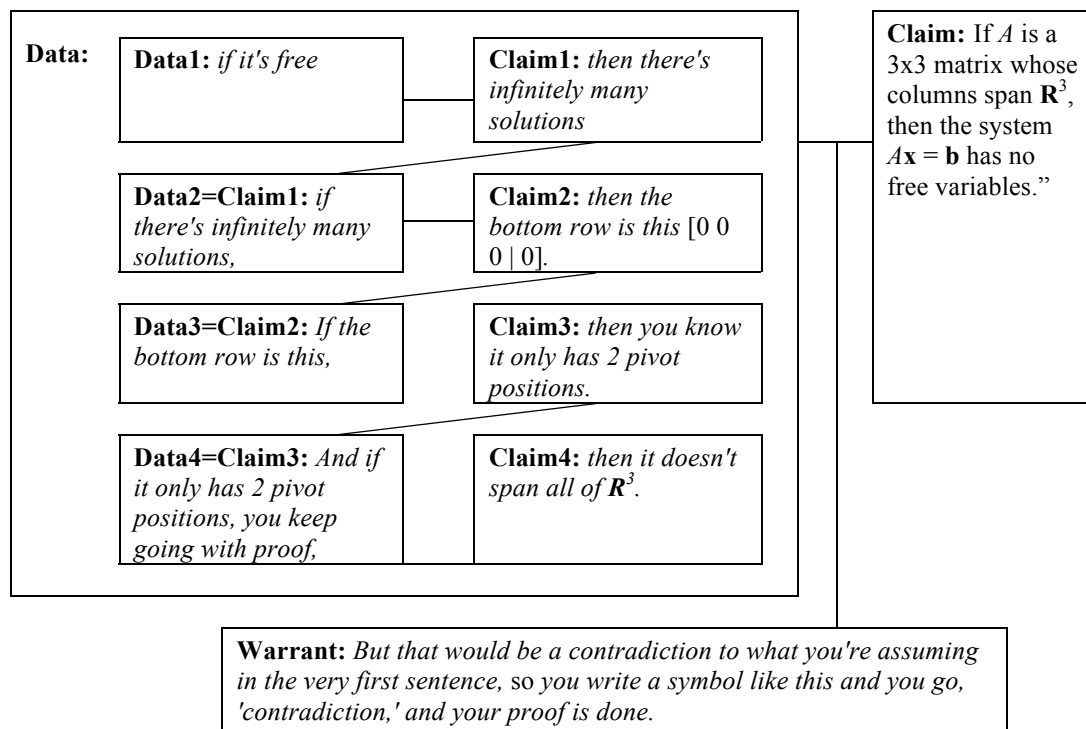 Data:
Data1: if it's free
Claim1: then there's
infinitely many
solutions
Data2=Claim1: if
there's infinitely many
solutions,
Claim2: then the
bottom row is this [0 0
0 | 0].
Data3=Claim2: If the
bottom row is this,
Claim3: then you know
it only has 2 pivot
positions.
Data4=Claim3: And if
it only has 2 pivot
positions, you keep
going with proof,
Claim4: then it doesn't
span all of R³.
Claim: If A is a
3x3 matrix whose
columns span R³,
then the system
Ax = b has no
free variables.”
Warrant: But that would be a contradiction to what you're assuming
in the very first sentence, so you write a symbol like this and you go,
'contradiction,' and your proof is done.